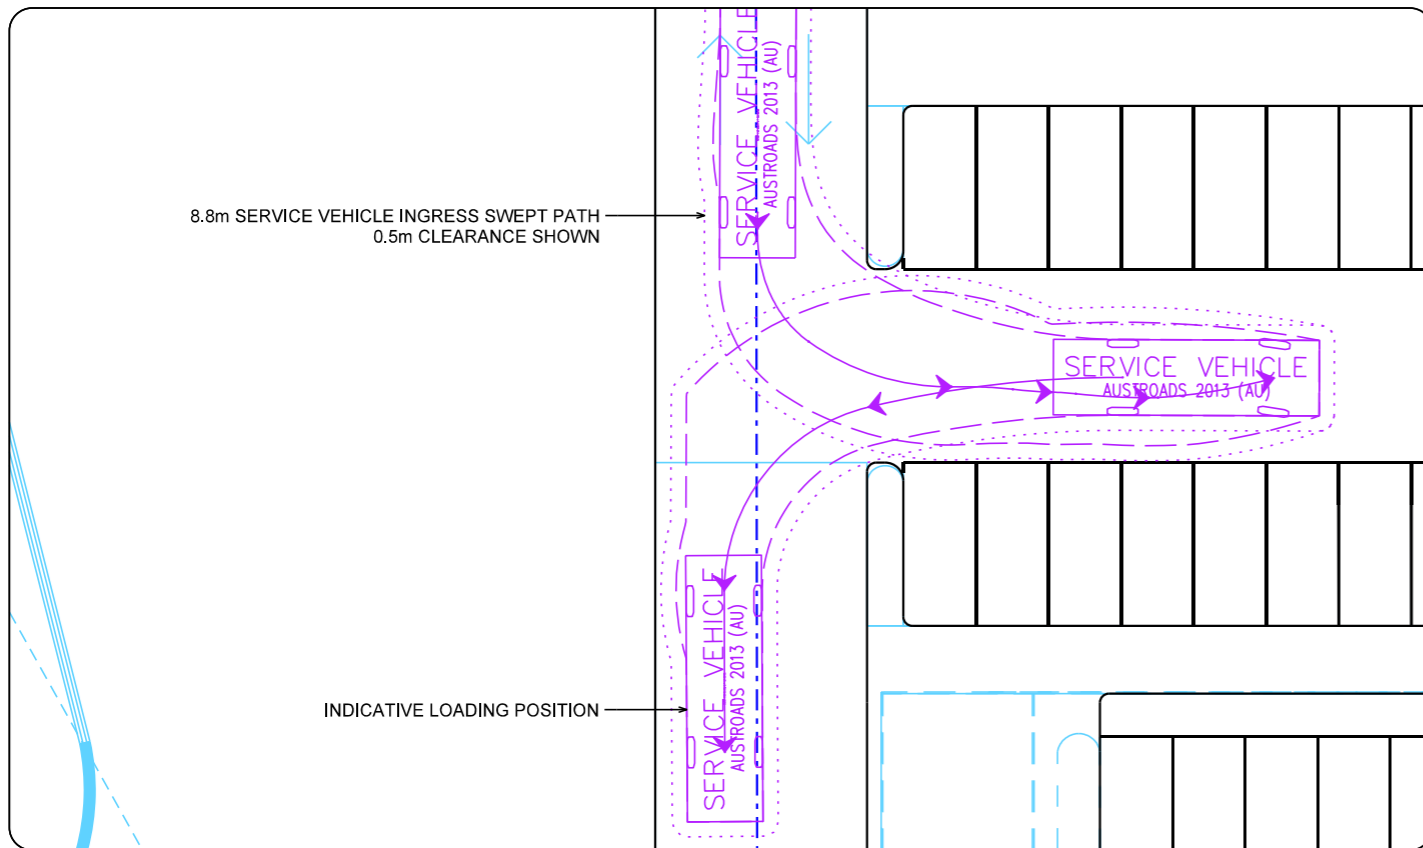 SERVICE VEHICLE
AUSTROADS 2013 (AU)
8.8m SERVICE VEHICLE INGRESS SWEPT PATH
0.5m CLEARANCE SHOWN
SERVICE VEHICLE
AUSTROADS 2013 (AU)
SERVICE VEHICLE
AUSTROADS 2013 (AU)
INDICATIVE LOADING POSITION